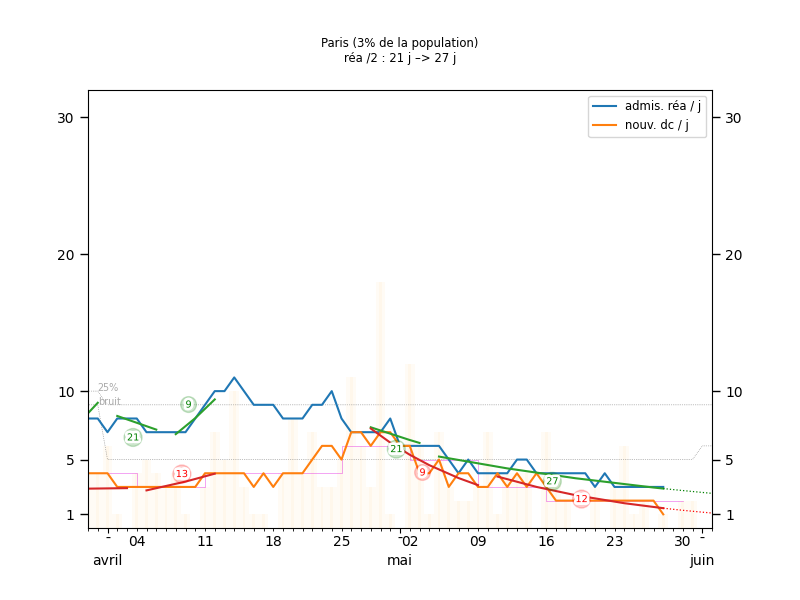 Paris (3% de la population)
réa /2 : 21 j –> 27 j
admis. réa / j
nouv. dc / j
30
30
20
20
10
10
5
5
1
1
25%
bruit
21
13
9
21
9
27
12
- 04 11 18 25 - 02 09 16 23 30 -
avril mai juin